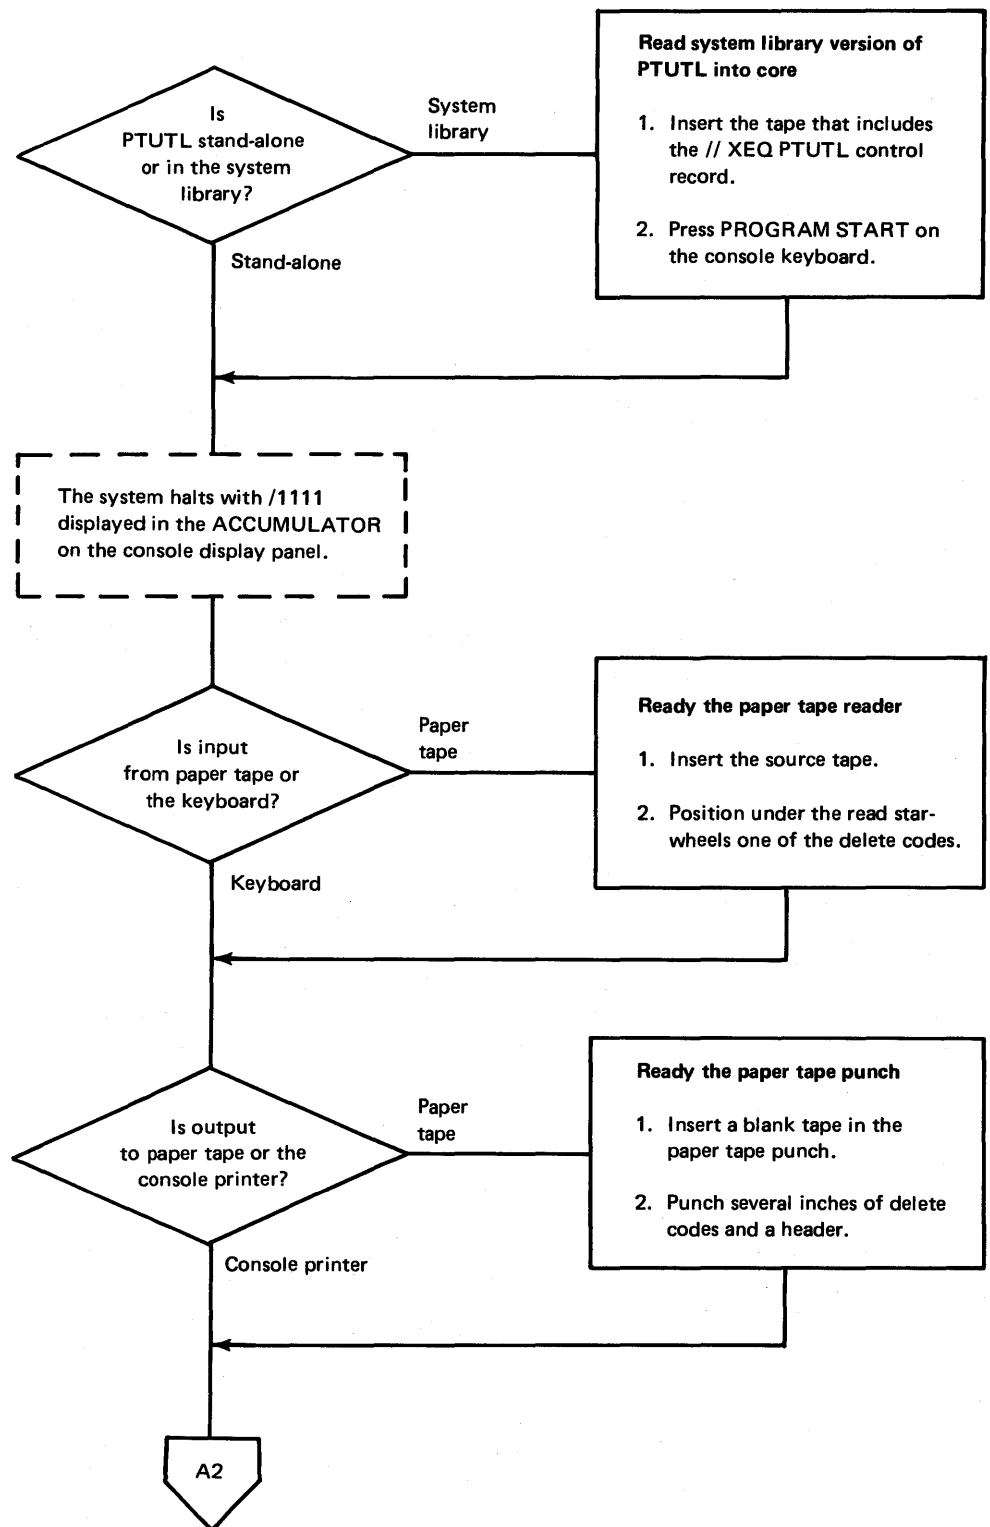 Is
PTUTL stand-alone
or in the system
library?
System
library
Read system library version of
PTUTL into core
1. Insert the tape that includes
the // XEQ PTUTL control
record.
2. Press PROGRAM START on
the console keyboard.
Stand-alone
The system halts with /1111
displayed in the ACCUMULATOR
on the console display panel.
Is input
from paper tape or
the keyboard?
Paper
tape
Ready the paper tape reader
1. Insert the source tape.
2. Position under the read star-
wheels one of the delete codes.
Keyboard
Is output
to paper tape or the
console printer?
Paper
tape
Ready the paper tape punch
1. Insert a blank tape in the
paper tape punch.
2. Punch several inches of delete
codes and a header.
Console printer
A2